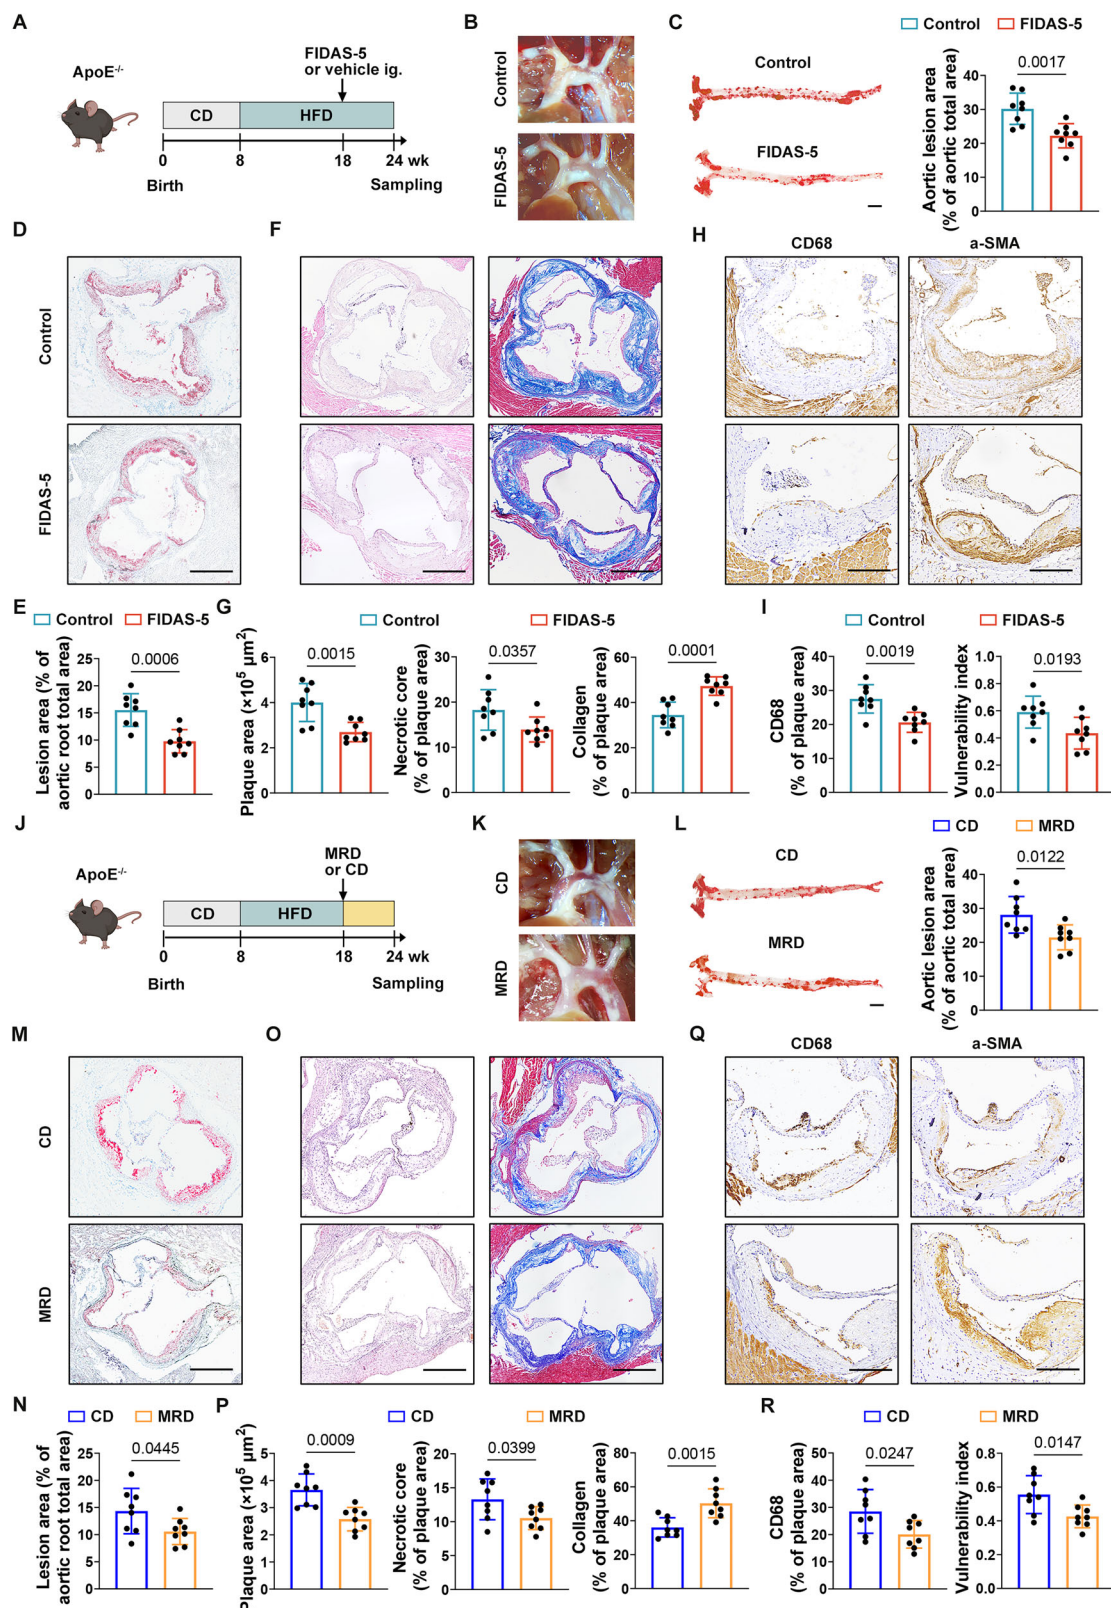 A
ApoE-/-
FIDAS-5
or vehicle ig.
CD
HFD
0
8
18
24 wk
Birth
Sampling
B
Control
FIDAS-5
C
Control
FIDAS-5
Control
FIDAS-5
Aortic lesion area
(% of aortic total area)
40
30
20
10
0
0.0017
D
Control
FIDAS-5
F
H
CD68
a-SMA
E
Control
FIDAS-5
Lesion area (% of
aortic root total area)
25
20
15
10
5
0
0.0006
G
Control
FIDAS-5
Plaque area (×10⁵ μm²)
6
4
2
0
0.0015
Necrotic core
(% of plaque area)
30
20
10
0
0.0357
Collagen
(% of plaque area)
60
40
20
0
0.0001
I
Control
FIDAS-5
CD68
(% of plaque area)
40
30
20
10
0
0.0019
Vulnerability index
1.0
0.8
0.6
0.4
0.2
0.0
0.0193
J
ApoE-/-
MRD
or CD
CD
HFD
0
8
18
24 wk
Birth
Sampling
K
CD
MRD
L
CD
MRD
CD
MRD
Aortic lesion area
(% of aortic total area)
40
30
20
10
0
0.0122
M
CD
MRD
O
Q
CD68
a-SMA
N
CD
MRD
Lesion area (% of
aortic root total area)
25
20
15
10
5
0
0.0445
P
CD
MRD
Plaque area (×10⁵ μm²)
5
4
3
2
1
0
0.0009
Necrotic core
(% of plaque area)
20
15
10
5
0
0.0399
Collagen
(% of plaque area)
80
60
40
20
0
0.0015
R
CD
MRD
CD68
(% of plaque area)
50
40
30
20
10
0
0.0247
Vulnerability index
0.8
0.6
0.4
0.2
0.0
0.0147